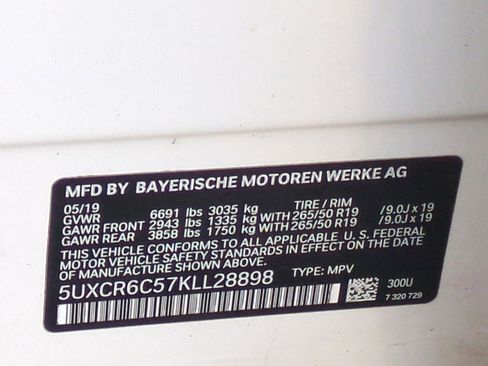 MFD BY BAYERISCHE MOTOREN WERKE AG
05/19 TIRE / RIM
GVWR 6691 lbs 3035 kg
GAWR FRONT 2943 lbs 1335 kg WITH 265/50 R19 /9.0J x 19
GAWR REAR 3858 lbs 1750 kg WITH 265/50 R19 /9.0J x 19
THIS VEHICLE CONFORMS TO ALL APPLICABLE U.S. FEDERAL
MOTOR VEHICLE SAFETY STANDARDS IN EFFECT ON THE DATE
OF MANUFACTURE SHOWN ABOVE.
5UXCR6C57KLL28898 TYPE: MPV
300U
7 320 729